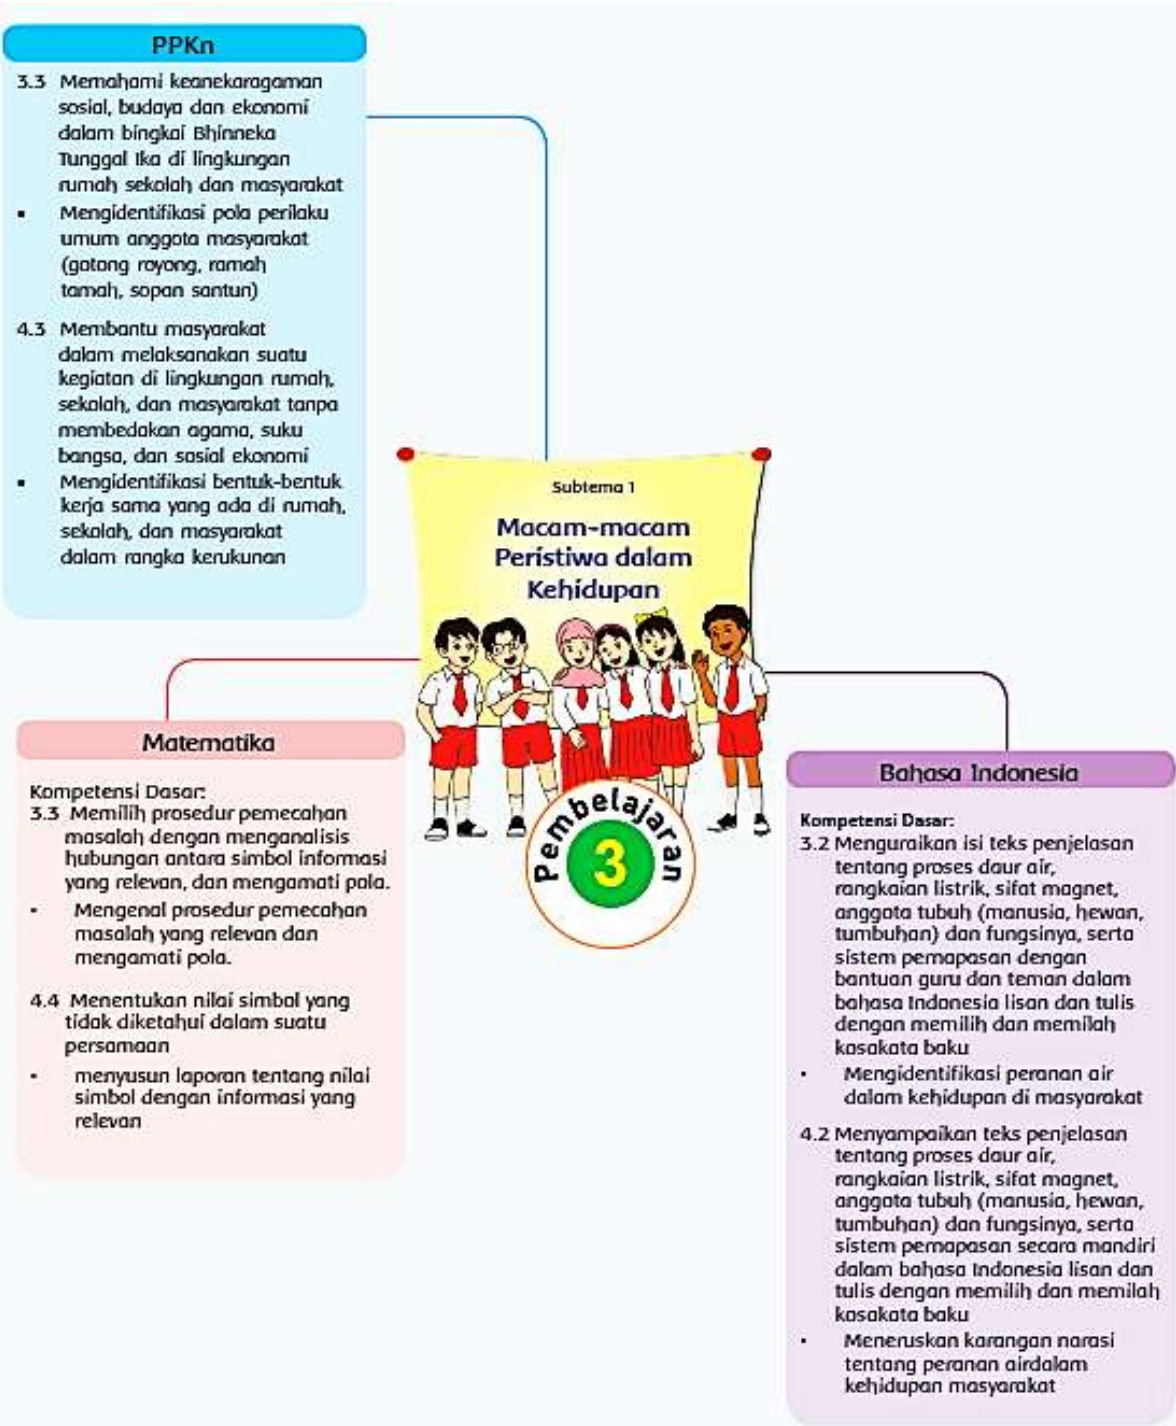 PPKn
3.3 Memahami keanekaragaman
sosial, budaya dan ekonomi
dalam bingkai Bhinneka
Tunggal Ika di lingkungan
rumah sekolah dan masyarakat
▪ Mengidentifikasi pola perilaku
umum anggota masyarakat
(gotong royong, ramah
tamah, sopan santun)
4.3 Membantu masyarakat
dalam melaksanakan suatu
kegiatan di lingkungan rumah,
sekolah, dan masyarakat tanpa
membedakan agama, suku
bangsa, dan sosial ekonomi
▪ Mengidentifikasi bentuk-bentuk
kerja sama yang ada di rumah,
sekolah, dan masyarakat
dalam rangka kerukunan
Subtema 1
Macam-macam
Peristiwa dalam
Kehidupan
Pembelajaran
3
Matematika
Kompetensi Dasar:
3.3 Memilih prosedur pemecahan
masalah dengan menganalisis
hubungan antara simbol informasi
yang relevan, dan mengamati pola.
• Mengenal prosedur pemecahan
masalah yang relevan dan
mengamati pola.
4.4 Menentukan nilai simbol yang
tidak diketahui dalam suatu
persamaan
• menyusun laporan tentang nilai
simbol dengan informasi yang
relevan
Bahasa Indonesia
Kompetensi Dasar:
3.2 Menguraikan isi teks penjelasan
tentang proses daur air,
rangkaian listrik, sifat magnet,
anggota tubuh (manusia, hewan,
tumbuhan) dan fungsinya, serta
sistem pernapasan dengan
bantuan guru dan teman dalam
bahasa Indonesia lisan dan tulis
dengan memilih dan memilah
kosakata baku
• Mengidentifikasi peranan air
dalam kehidupan di masyarakat
4.2 Menyampaikan teks penjelasan
tentang proses daur air,
rangkaian listrik, sifat magnet,
anggota tubuh (manusia, hewan,
tumbuhan) dan fungsinya, serta
sistem pernapasan secara mandiri
dalam bahasa Indonesia lisan dan
tulis dengan memilih dan memilah
kosakata baku
• Meneruskan karangan narasi
tentang peranan airdalam
kehidupan masyarakat